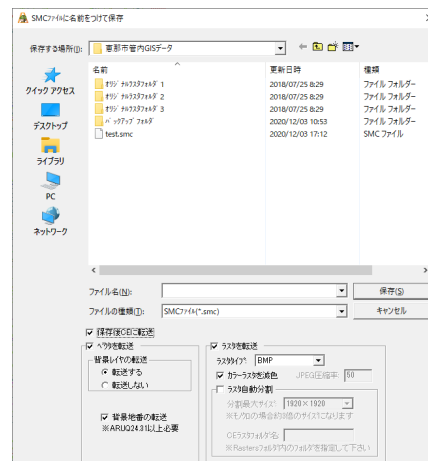 SMCﾌｧｲﾙに名前をつけて保存
保存する場所(I): 恵那市管内GISデータ
名前 更新日時 種類
ｵﾘｼﾞﾅﾙﾗｽﾀﾌｫﾙﾀﾞ1 2018/07/25 8:29 ファイル フォルダー
ｵﾘｼﾞﾅﾙﾗｽﾀﾌｫﾙﾀﾞ2 2018/07/25 8:29 ファイル フォルダー
ｵﾘｼﾞﾅﾙﾗｽﾀﾌｫﾙﾀﾞ3 2018/07/25 8:29 ファイル フォルダー
ﾊﾞｯｸｱｯﾌﾟﾌｫﾙﾀﾞ 2020/12/03 10:53 ファイル フォルダー
test.smc 2020/12/03 17:12 SMC ファイル
クイック アクセス
デスクトップ
ライブラリ
PC
ネットワーク
ファイル名(N): 保存(S)
ファイルの種類(T): SMCﾌｧｲﾙ(*.smc) キャンセル
保存後CEに転送
ﾍﾞｸﾀを転送
背景レイヤの転送
転送する
転送しない
背景地番の転送
※ARUQ24.31以上必要
ﾗｽﾀを転送
ﾗｽﾀﾀｲﾌﾟ: BMP
ｶﾗｰﾗｽﾀを減色 JPEG圧縮率: 50
ﾗｽﾀ自動分割
分割最大ｻｲｽﾞ: 1920×1920
※ﾓﾉｸﾛの場合約8倍のｻｲｽﾞになります
CEﾗｽﾀﾌｫﾙﾀﾞ名:
※Rastersﾌｫﾙﾀﾞ内のﾌｫﾙﾀﾞを指定して下さい